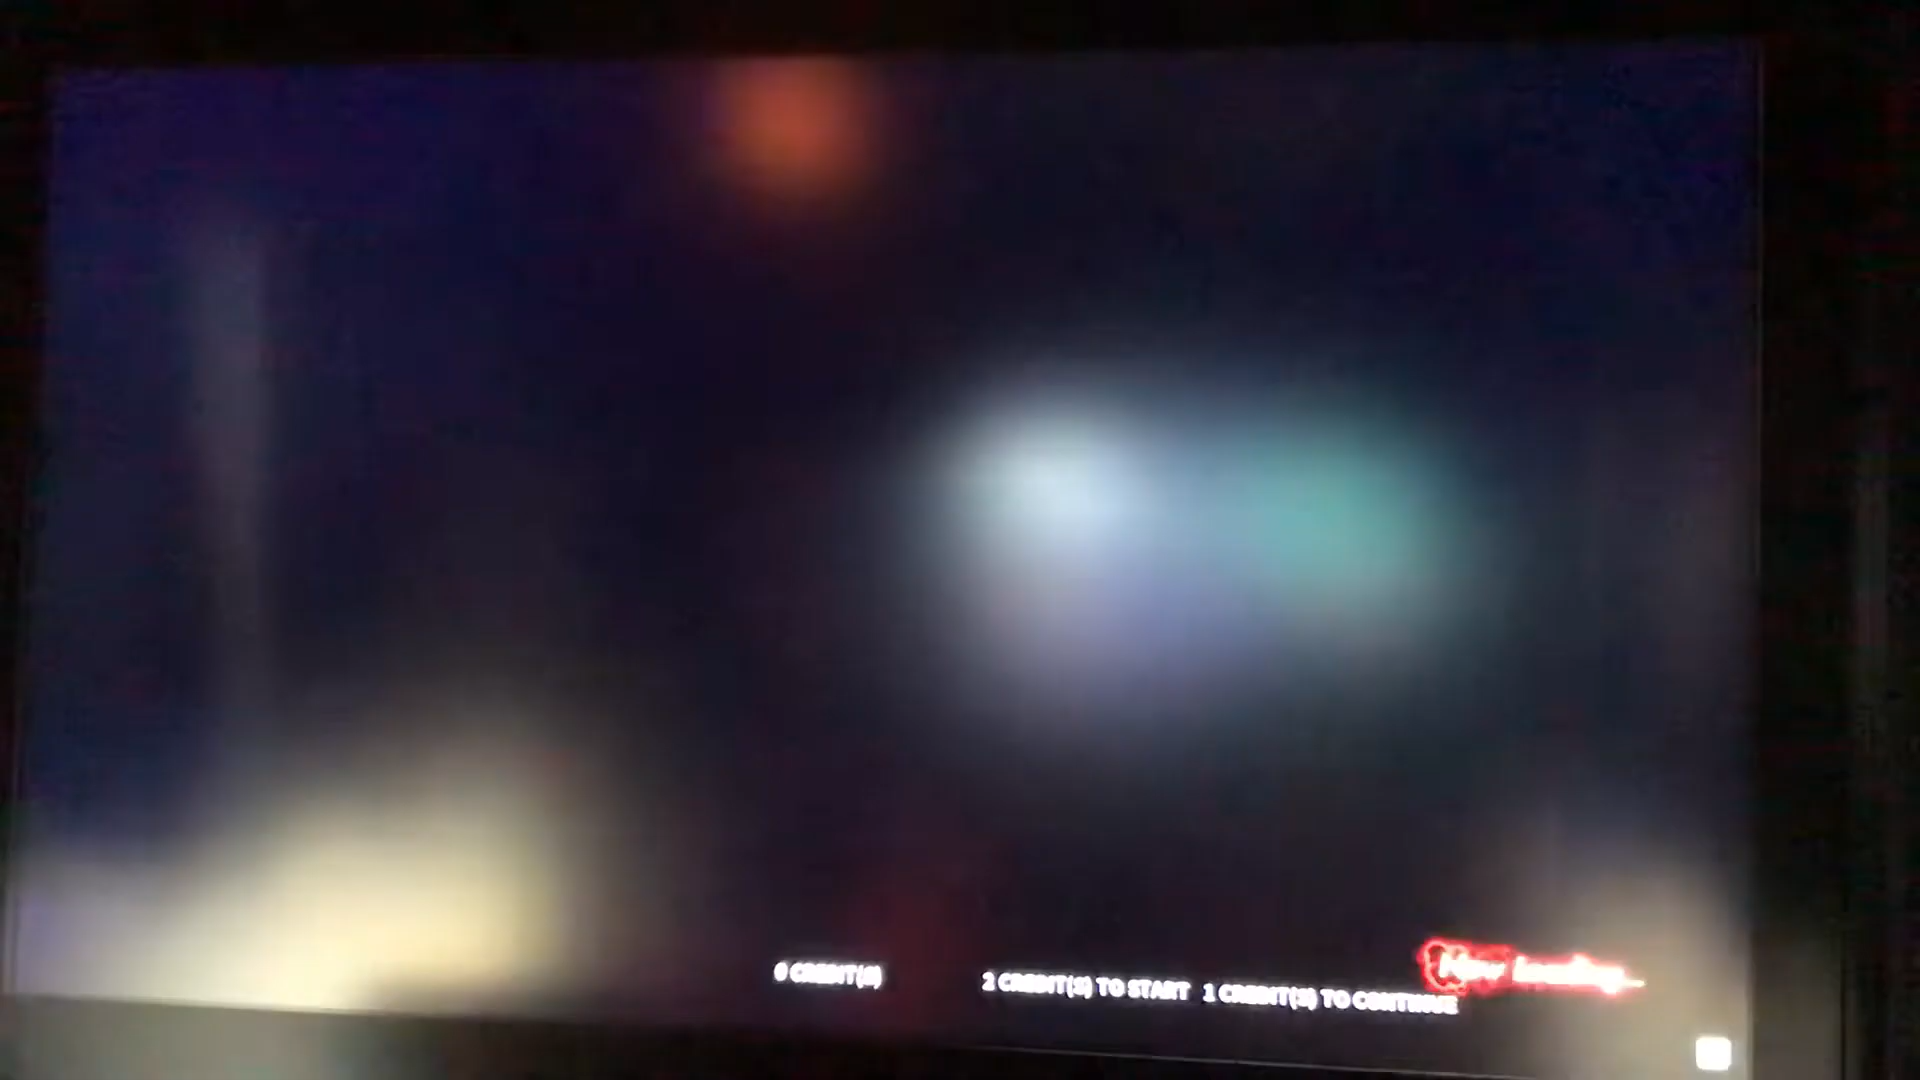 0 CREDIT(S)
2 CREDIT(S) TO START 1 CREDIT(S) TO CONTINUE
Now loading...